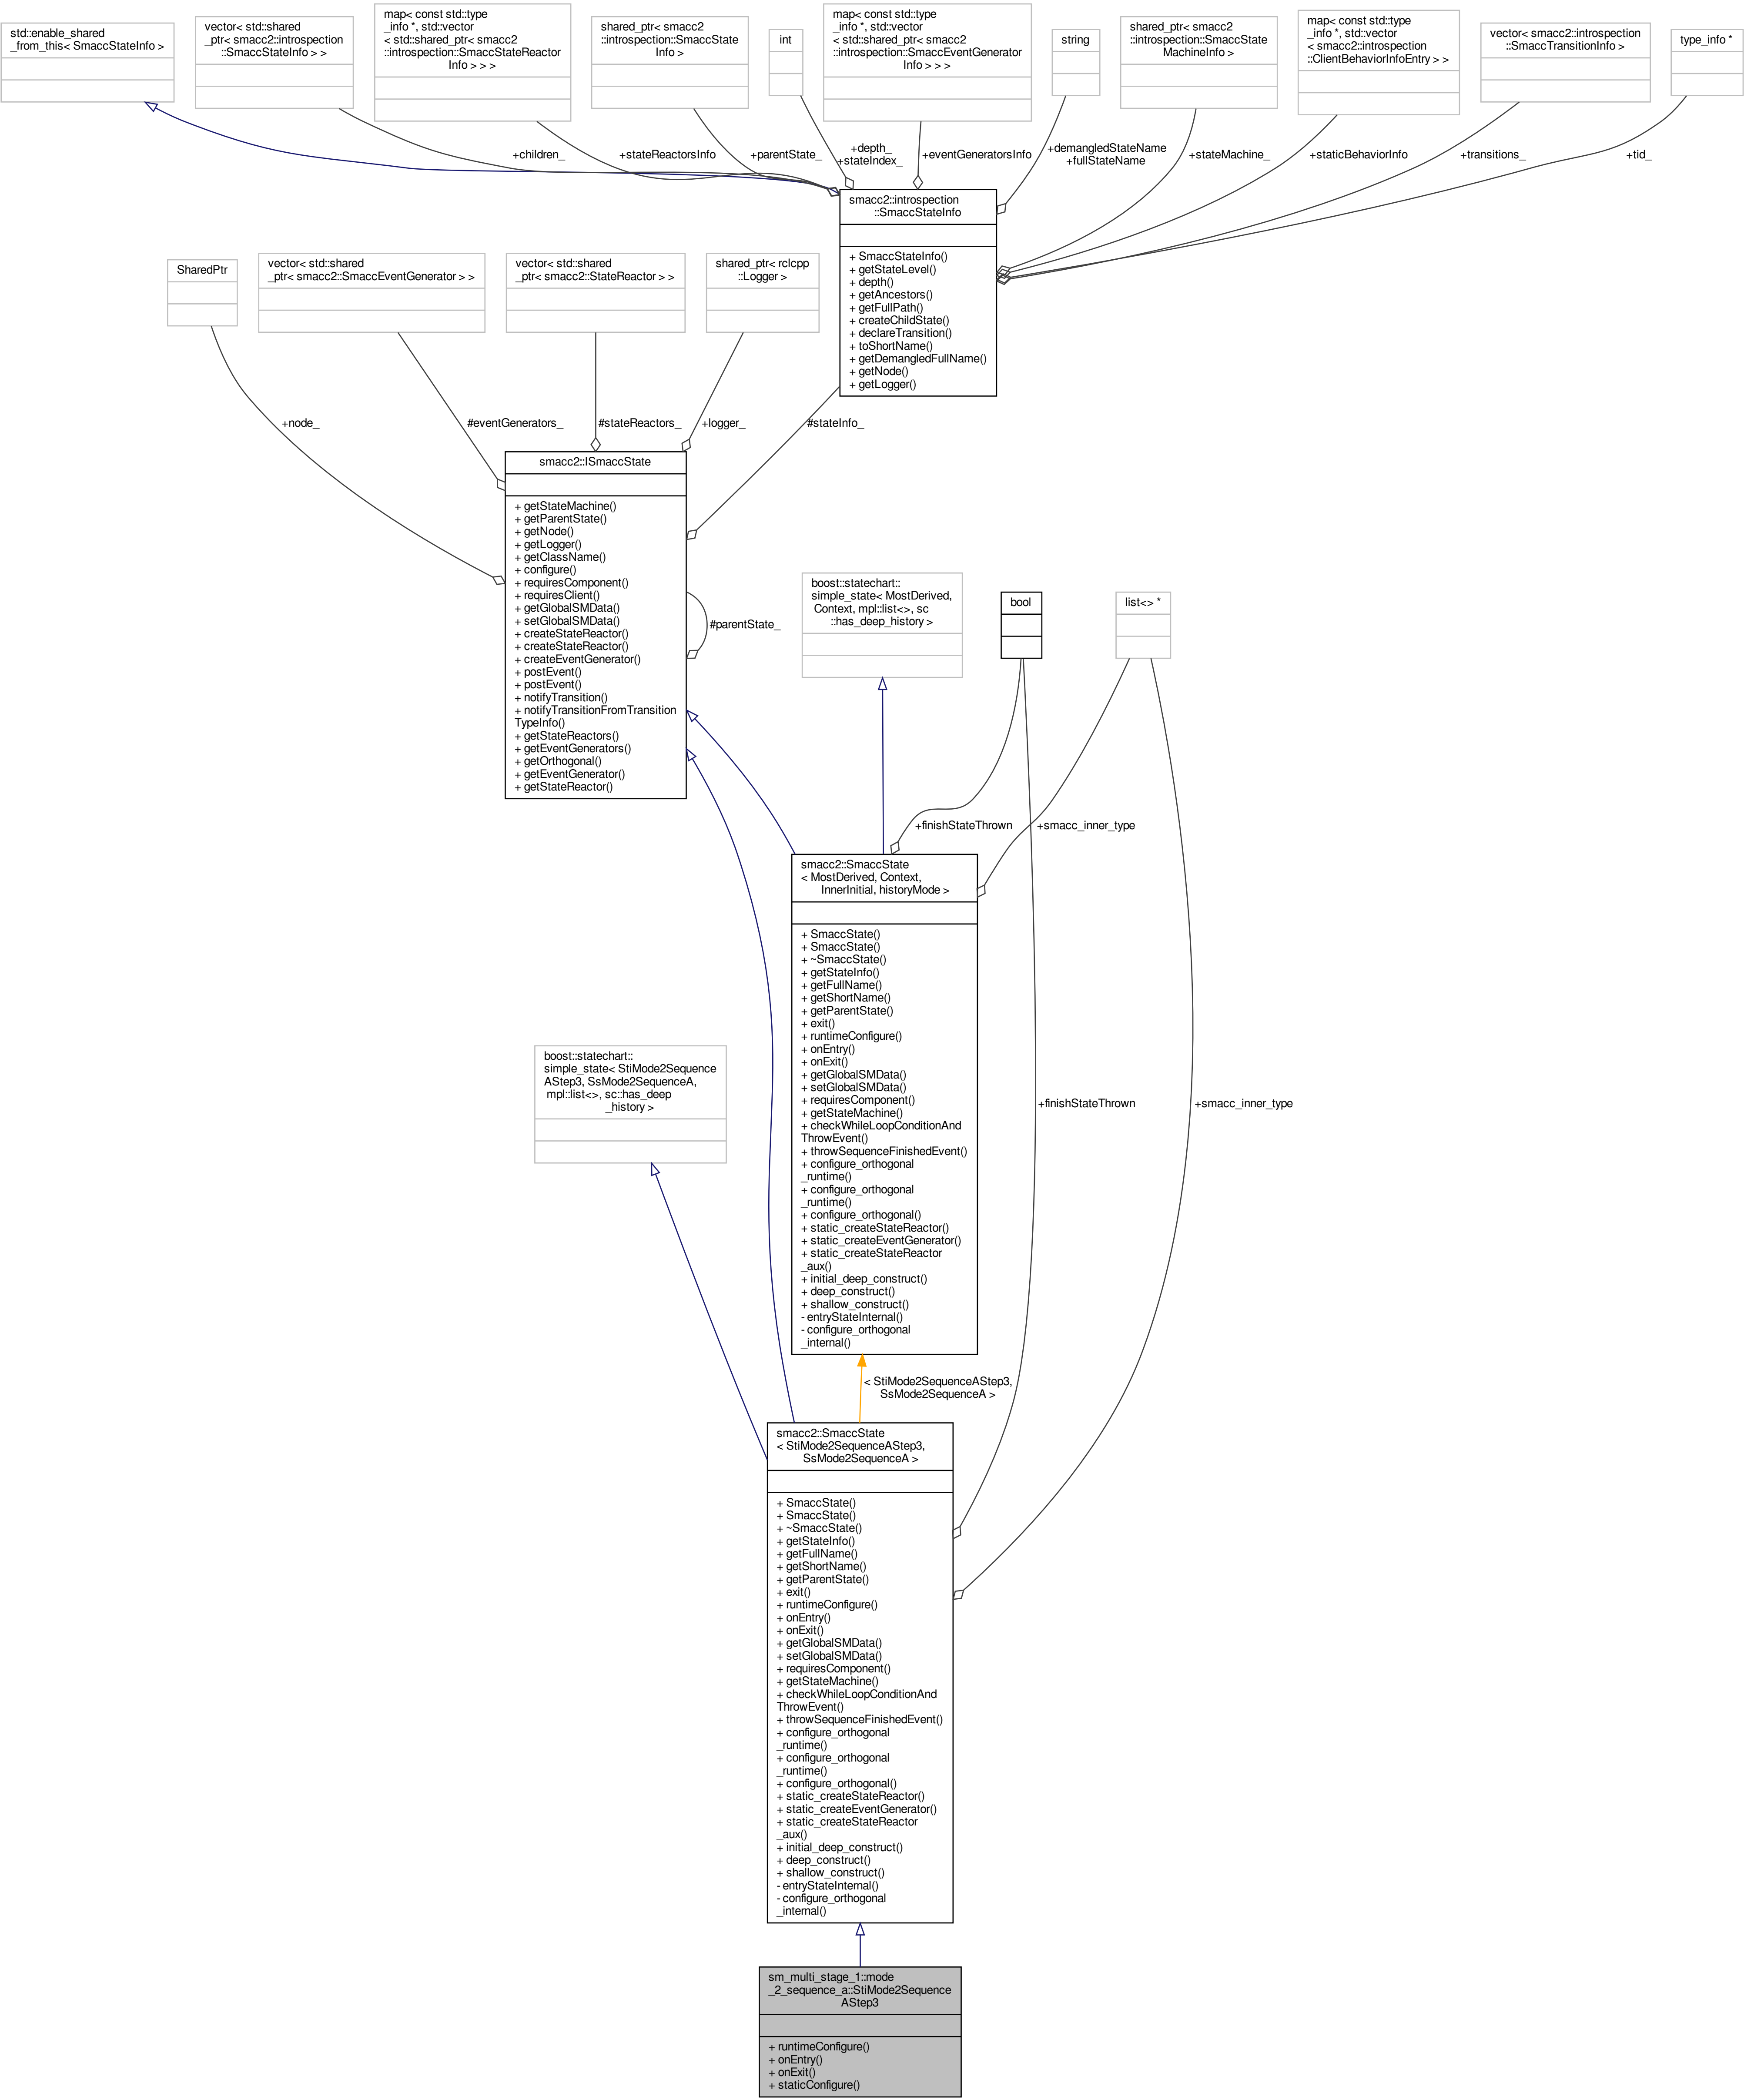 std::enable_shared
_from_this< SmaccStateInfo >
vector< std::shared
_ptr< smacc2::introspection
::SmaccStateInfo > >
map< const std::type
_info *, std::vector
< std::shared_ptr< smacc2
::introspection::SmaccStateReactor
Info > > >
shared_ptr< smacc2
::introspection::SmaccState
Info >
int
map< const std::type
_info *, std::vector
< std::shared_ptr< smacc2
::introspection::SmaccEventGenerator
Info > > >
string
shared_ptr< smacc2
::introspection::SmaccState
MachineInfo >
map< const std::type
_info *, std::vector
< smacc2::introspection
::ClientBehaviorInfoEntry > >
vector< smacc2::introspection
::SmaccTransitionInfo >
type_info *
+children_
+stateReactorsInfo
+parentState_
+depth_
+stateIndex_
+eventGeneratorsInfo
+demangledStateName
+fullStateName
+stateMachine_
+staticBehaviorInfo
+transitions_
+tid_
smacc2::introspection
::SmaccStateInfo
+ SmaccStateInfo()
+ getStateLevel()
+ depth()
+ getAncestors()
+ getFullPath()
+ createChildState()
+ declareTransition()
+ toShortName()
+ getDemangledFullName()
+ getNode()
+ getLogger()
SharedPtr
vector< std::shared
_ptr< smacc2::SmaccEventGenerator > >
vector< std::shared
_ptr< smacc2::StateReactor > >
shared_ptr< rclcpp
::Logger >
+node_
#eventGenerators_
#stateReactors_
+logger_
#stateInfo_
smacc2::ISmaccState
+ getStateMachine()
+ getParentState()
+ getNode()
+ getLogger()
+ getClassName()
+ configure()
+ requiresComponent()
+ requiresClient()
+ getGlobalSMData()
+ setGlobalSMData()
+ createStateReactor()
+ createStateReactor()
+ createEventGenerator()
+ postEvent()
+ postEvent()
+ notifyTransition()
+ notifyTransitionFromTransition
TypeInfo()
+ getStateReactors()
+ getEventGenerators()
+ getOrthogonal()
+ getEventGenerator()
+ getStateReactor()
#parentState_
boost::statechart::
simple_state< MostDerived,
Context, mpl::list<>, sc
::has_deep_history >
bool
list<> *
+finishStateThrown
+smacc_inner_type
smacc2::SmaccState
< MostDerived, Context,
InnerInitial, historyMode >
+ SmaccState()
+ SmaccState()
+ ~SmaccState()
+ getStateInfo()
+ getFullName()
+ getShortName()
+ getParentState()
+ exit()
+ runtimeConfigure()
+ onEntry()
+ onExit()
+ getGlobalSMData()
+ setGlobalSMData()
+ requiresComponent()
+ getStateMachine()
+ checkWhileLoopConditionAnd
ThrowEvent()
+ throwSequenceFinishedEvent()
+ configure_orthogonal
_runtime()
+ configure_orthogonal
_runtime()
+ configure_orthogonal()
+ static_createStateReactor()
+ static_createEventGenerator()
+ static_createStateReactor
_aux()
+ initial_deep_construct()
+ deep_construct()
+ shallow_construct()
- entryStateInternal()
- configure_orthogonal
_internal()
boost::statechart::
simple_state< StiMode2Sequence
AStep3, SsMode2SequenceA,
mpl::list<>, sc::has_deep
_history >
+finishStateThrown
+smacc_inner_type
< StiMode2SequenceAStep3,
SsMode2SequenceA >
smacc2::SmaccState
< StiMode2SequenceAStep3,
SsMode2SequenceA >
+ SmaccState()
+ SmaccState()
+ ~SmaccState()
+ getStateInfo()
+ getFullName()
+ getShortName()
+ getParentState()
+ exit()
+ runtimeConfigure()
+ onEntry()
+ onExit()
+ getGlobalSMData()
+ setGlobalSMData()
+ requiresComponent()
+ getStateMachine()
+ checkWhileLoopConditionAnd
ThrowEvent()
+ throwSequenceFinishedEvent()
+ configure_orthogonal
_runtime()
+ configure_orthogonal
_runtime()
+ configure_orthogonal()
+ static_createStateReactor()
+ static_createEventGenerator()
+ static_createStateReactor
_aux()
+ initial_deep_construct()
+ deep_construct()
+ shallow_construct()
- entryStateInternal()
- configure_orthogonal
_internal()
sm_multi_stage_1::mode
_2_sequence_a::StiMode2Sequence
AStep3
+ runtimeConfigure()
+ onEntry()
+ onExit()
+ staticConfigure()